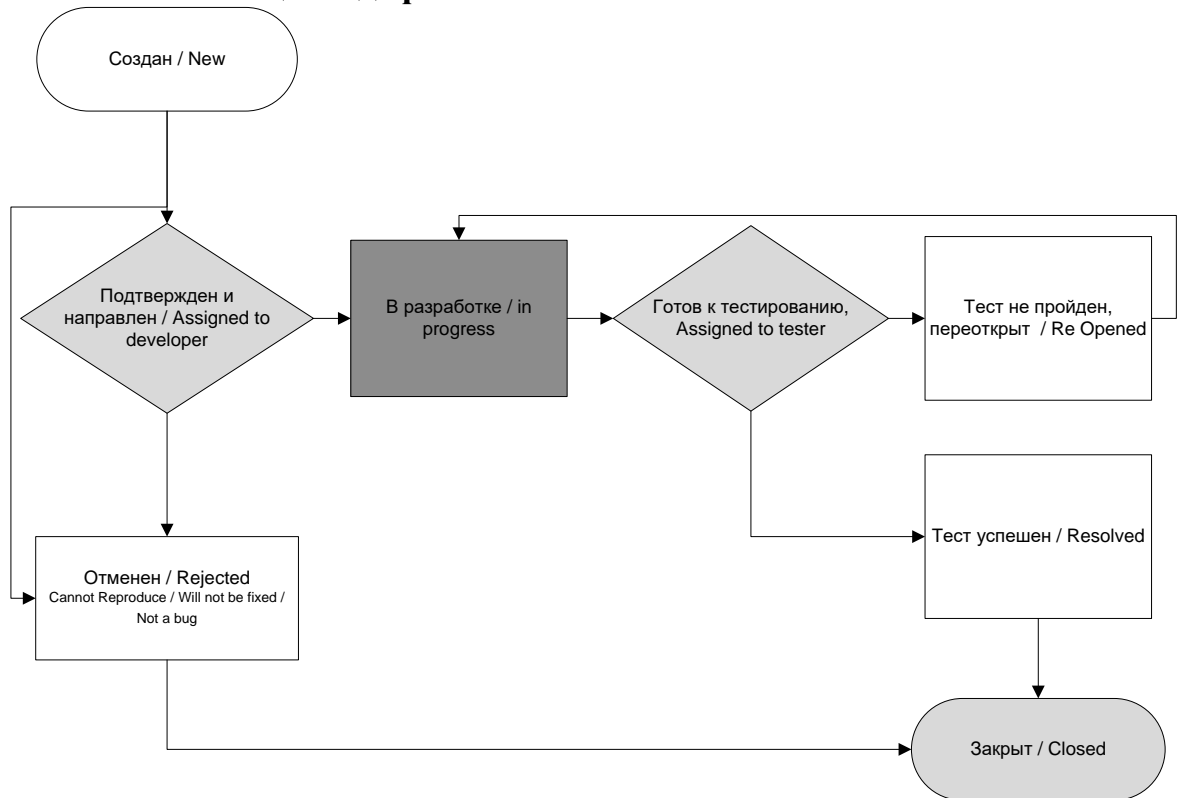 Создан / New
Подтвержден и
направлен / Assigned to
developer
В разработке / in
progress
Готов к тестированию,
Assigned to tester
Тест не пройден,
переоткрыт / Re Opened
Тест успешен / Resolved
Отменен / Rejected
Cannot Reproduce / Will not be fixed /
Not a bug
Закрыт / Closed